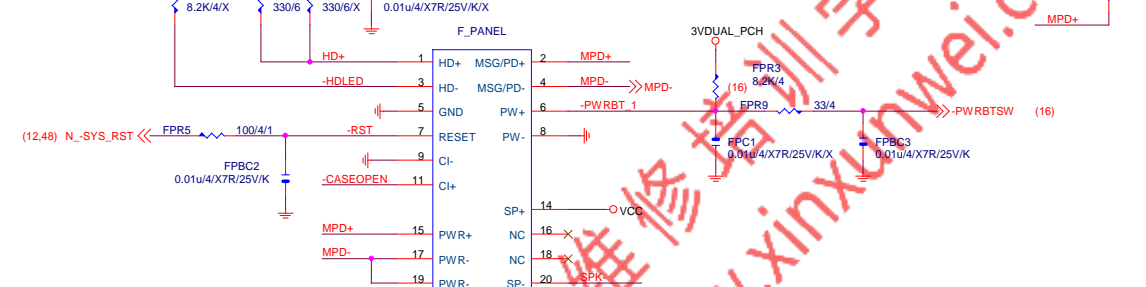 8.2K/4/X 330/6 330/6/X 0.01u/4/X7R/25V/K/X
MPD+
F_PANEL
3VDUAL_PCH
HD+ 1 HD+ MSG/PD+ 2 MPD+
FPR3
8.2K/4
-HDLED 3 HD- MSG/PD- 4 MPD- MPD- (16)
5 GND PW+ 6 -PWRBT_1 FPR9 33/4 -PWRBTSW (16)
(12,48) N_-SYS_RST FPR5 100/4/1 -RST 7 RESET PW- 8
FPC1
0.01u/4/X7R/25V/K/X
FPBC3
0.01u/4/X7R/25V/K
9 CI-
FPBC2
0.01u/4/X7R/25V/K
-CASEOPEN 11 CI+
SP+ 14 VCC
MPD+ 15 PWR+ NC 16
MPD- 17 PWR- NC 18
19 PWR- SP- 20 SPK-
维修培训
.xinxunwei.c